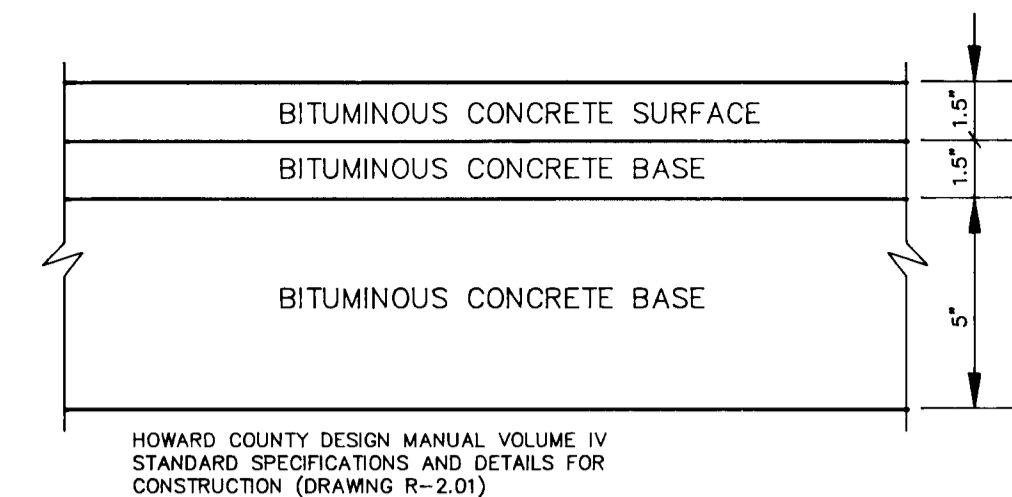 BITUMINOUS CONCRETE SURFACE
1.5"
BITUMINOUS CONCRETE BASE
1.5"
BITUMINOUS CONCRETE BASE
5"
HOWARD COUNTY DESIGN MANUAL VOLUME IV
STANDARD SPECIFICATIONS AND DETAILS FOR
CONSTRUCTION (DRAWING R-2.01)